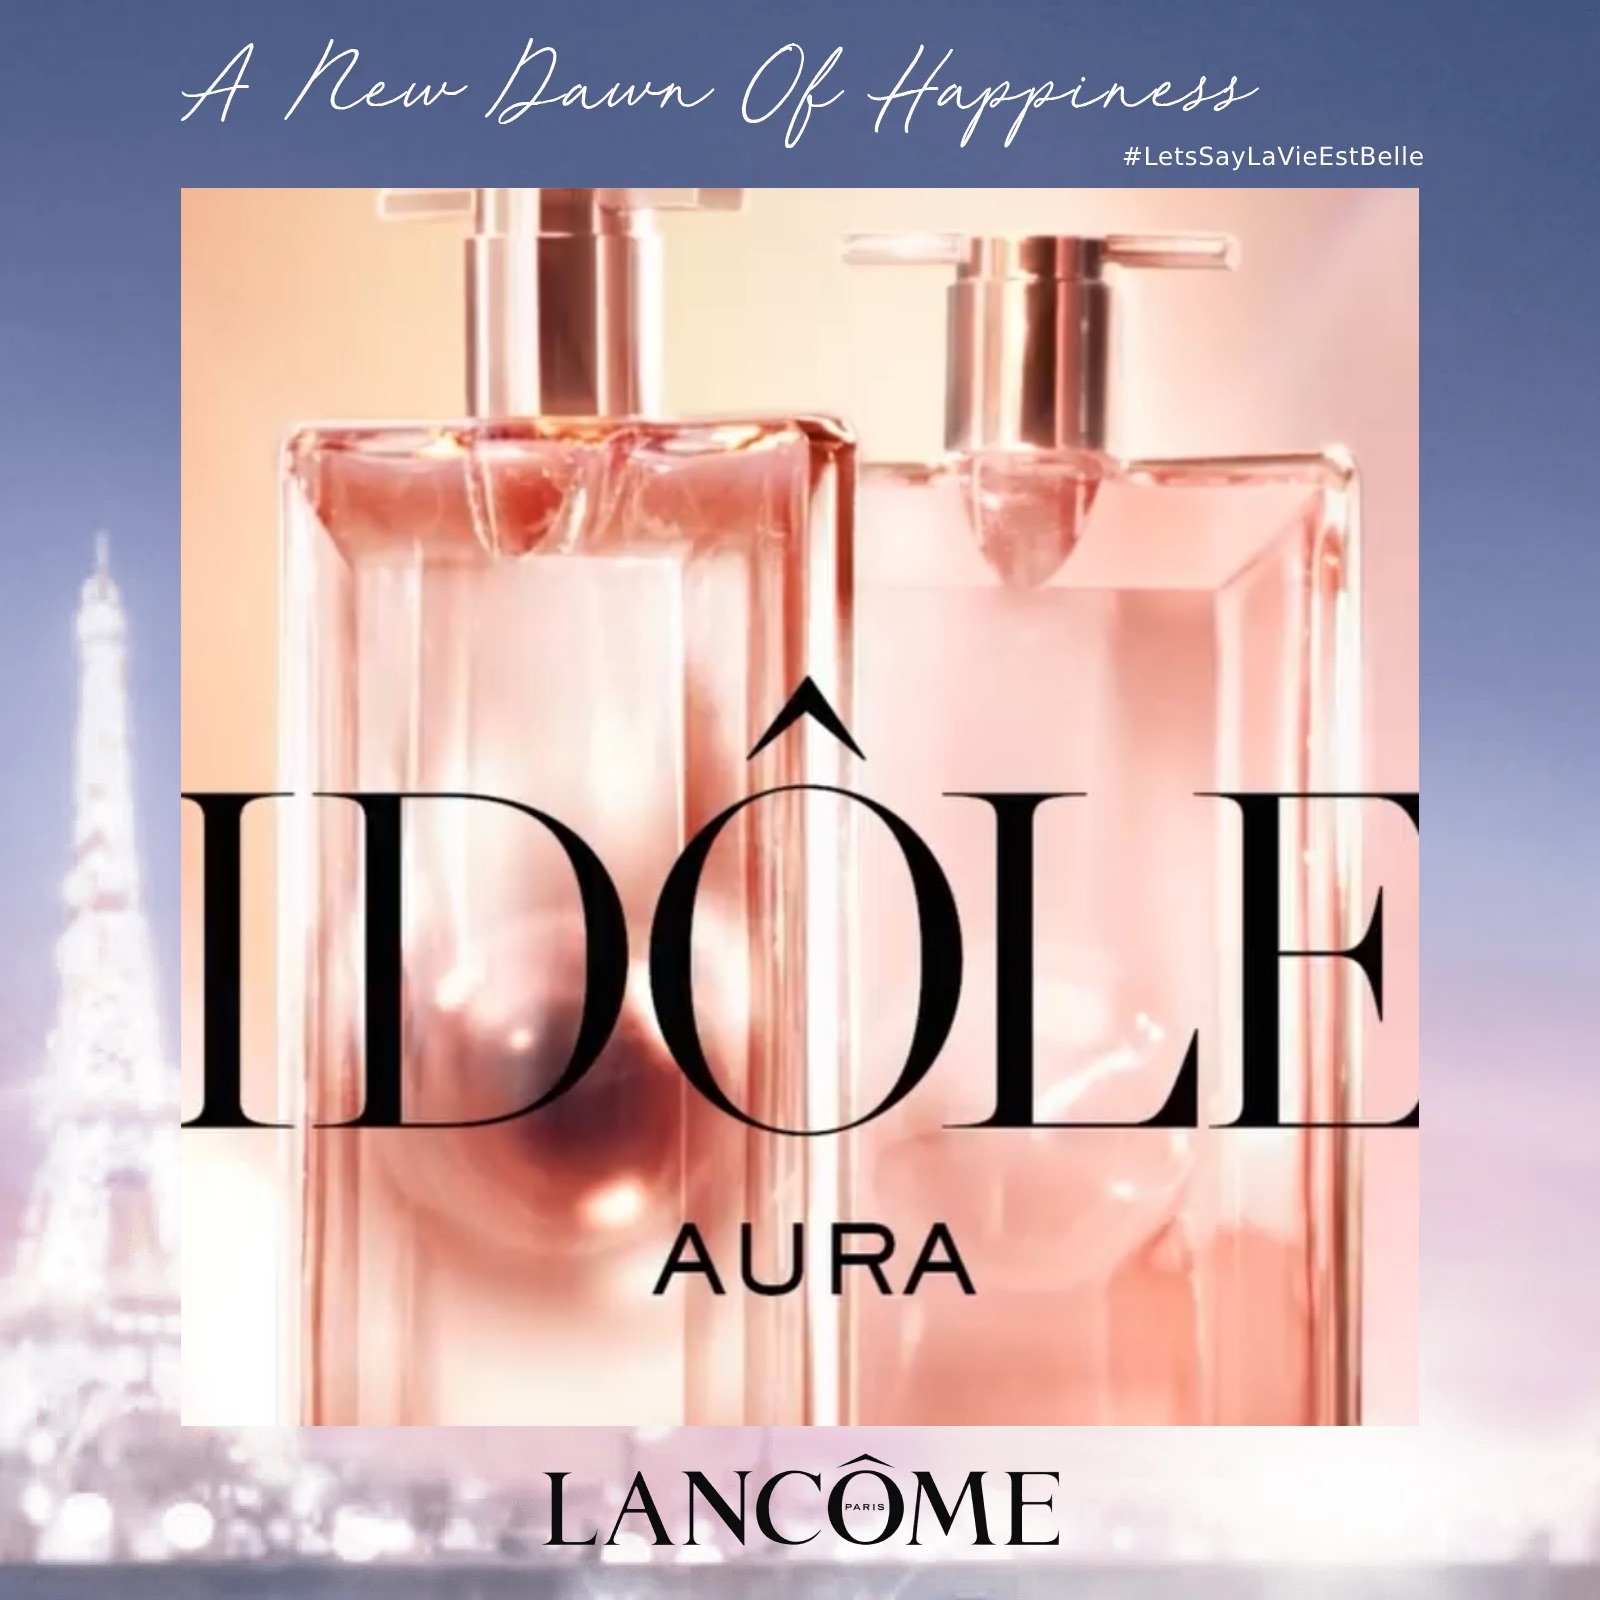 A New Dawn Of Happiness
#LetsSayLaVieEstBelle
IDÔLE
AURA
LANCÔME
PARIS